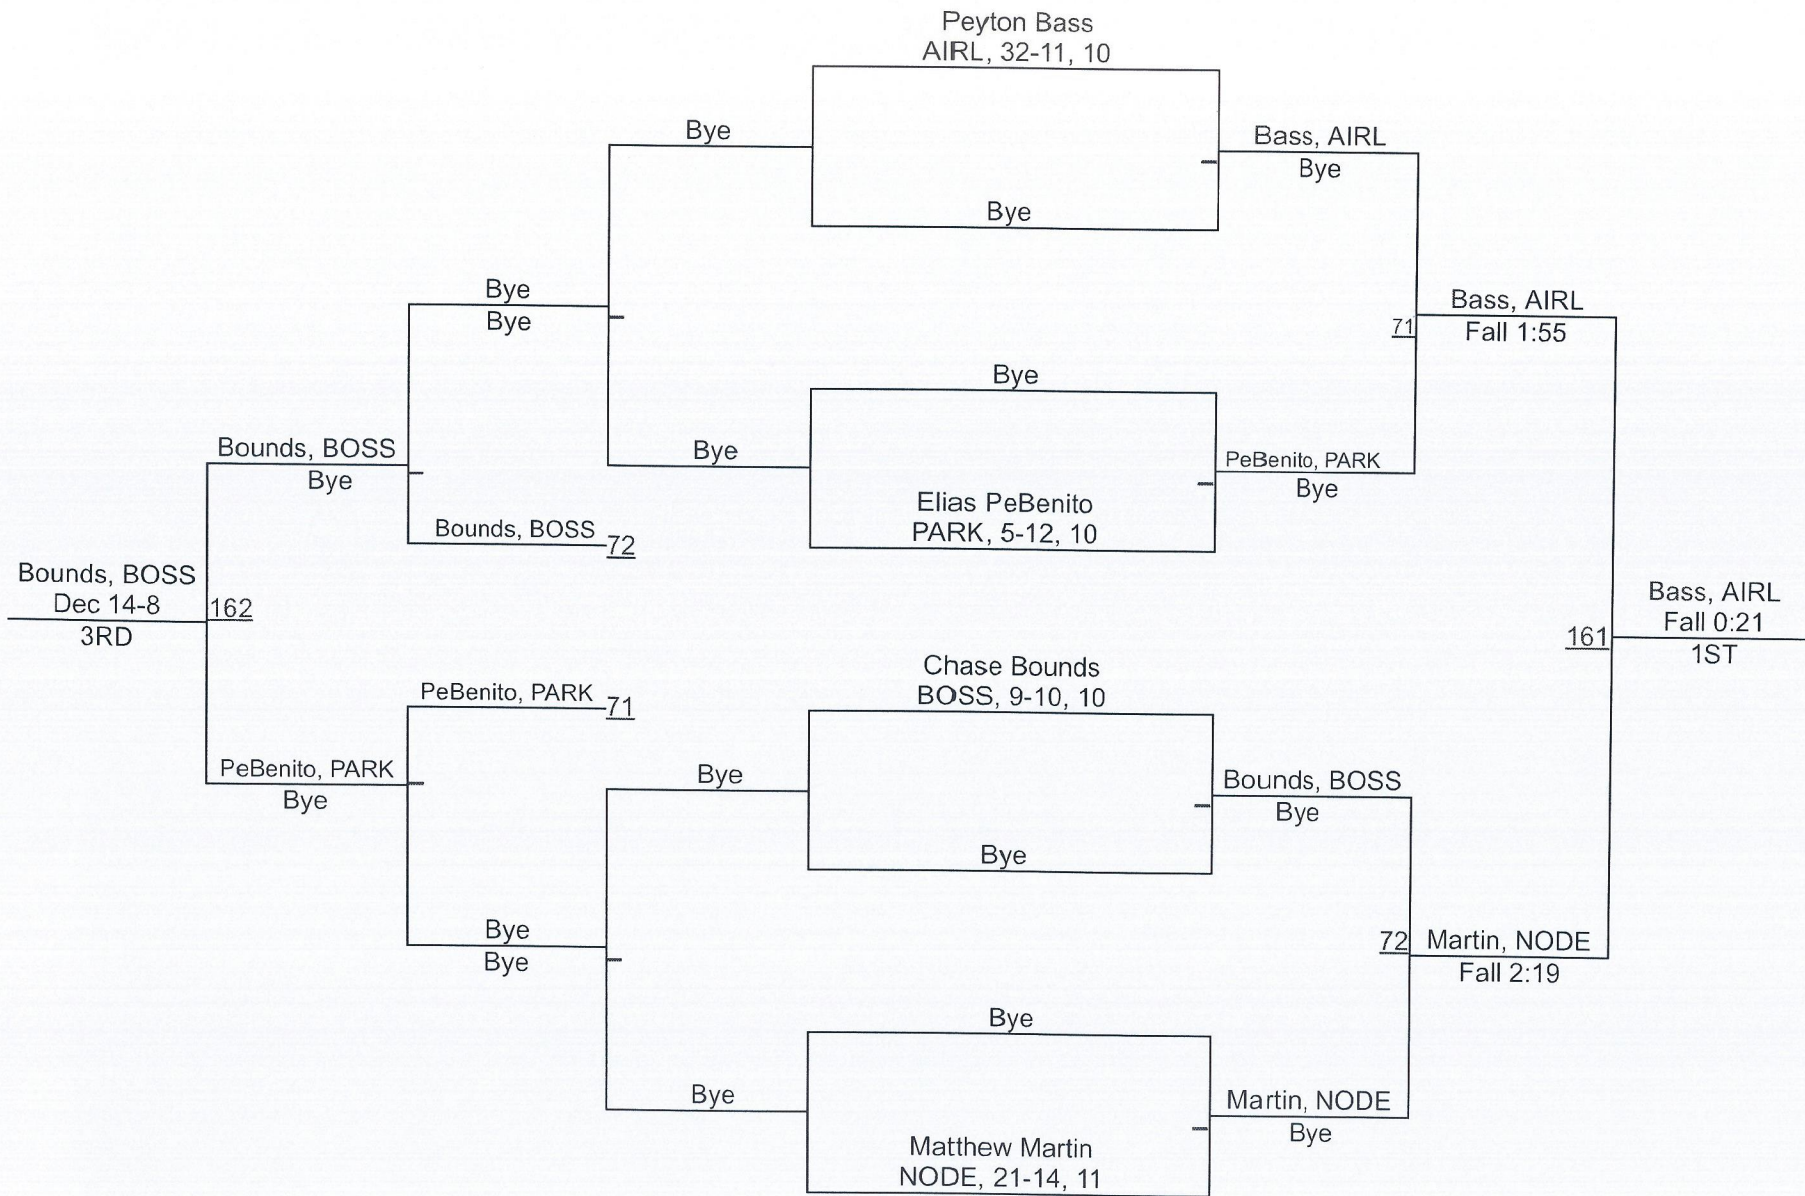 Peyton Bass
AIRL, 32-11, 10
Bye
Bass, AIRL
Bye
Bye
Bye
Bye
Bass, AIRL
71
Fall 1:55
Bye
Bounds, BOSS
Bye
Bye
PeBenito, PARK
Bye
Elias PeBenito
PARK, 5-12, 10
Bounds, BOSS
72
Bounds, BOSS
Dec 14-8
162
3RD
Bass, AIRL
Fall 0:21
161
1ST
Chase Bounds
BOSS, 9-10, 10
PeBenito, PARK
71
PeBenito, PARK
Bye
Bye
Bounds, BOSS
Bye
Bye
Bye
Bye
72
Martin, NODE
Fall 2:19
Bye
Bye
Martin, NODE
Bye
Matthew Martin
NODE, 21-14, 11